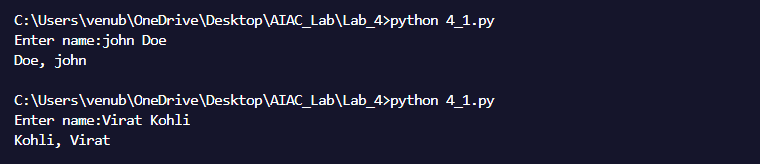 C:\Users\venub\OneDrive\Desktop\AIAC_Lab\Lab_4>python 4_1.py
Enter name:john Doe
Doe, john
C:\Users\venub\OneDrive\Desktop\AIAC_Lab\Lab_4>python 4_1.py
Enter name:Virat Kohli
Kohli, Virat